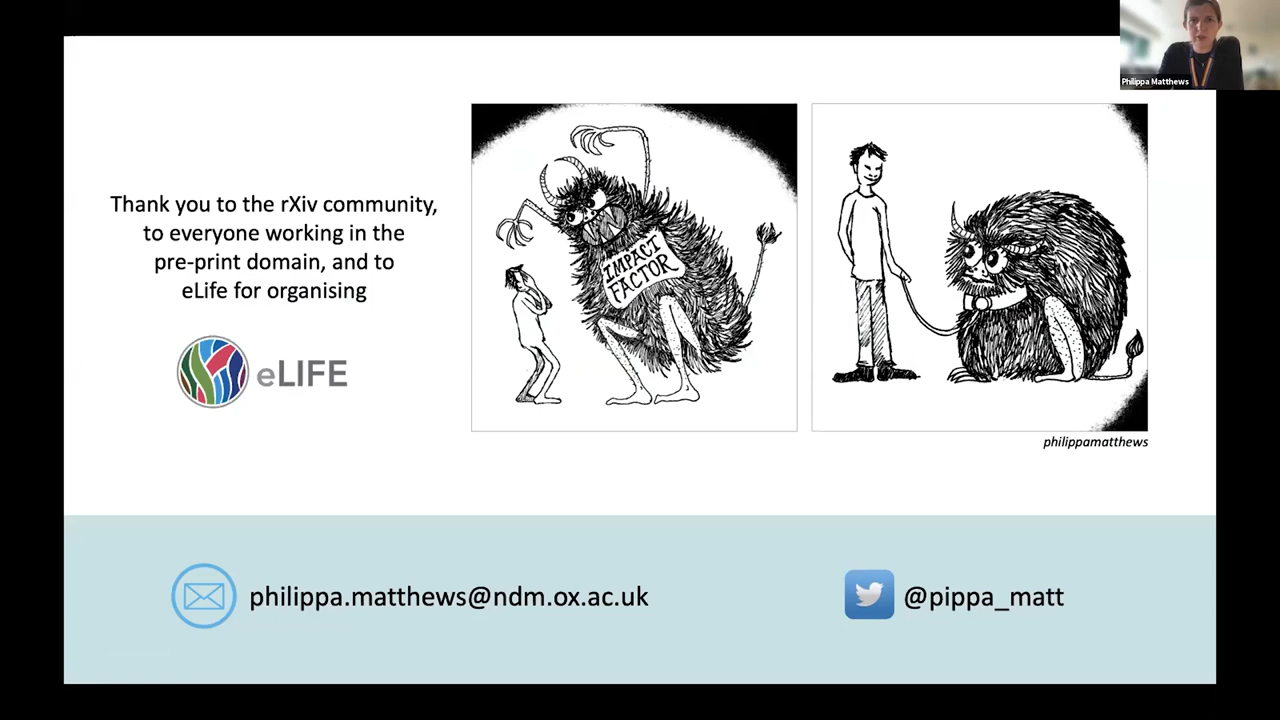 Philippa Matthews
Thank you to the rXiv community,
to everyone working in the
pre-print domain, and to
eLife for organising
eLIFE
IMPACT
FACTOR
philippamatthews
philippa.matthews@ndm.ox.ac.uk
@pippa_matt